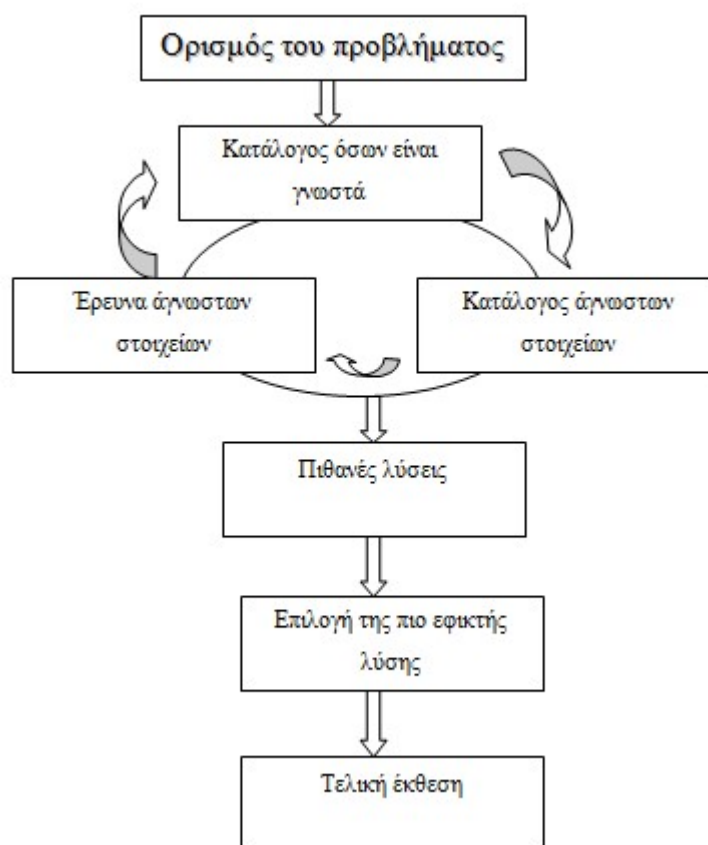 Ορισμός του προβλήματος
Κατάλογος όσων είναι
γνωστά
Έρευνα άγνωστων
στοιχείων
Κατάλογος άγνωστων
στοιχείων
Πιθανές λύσεις
Επιλογή της πιο εφικτής
λύσης
Τελική έκθεση